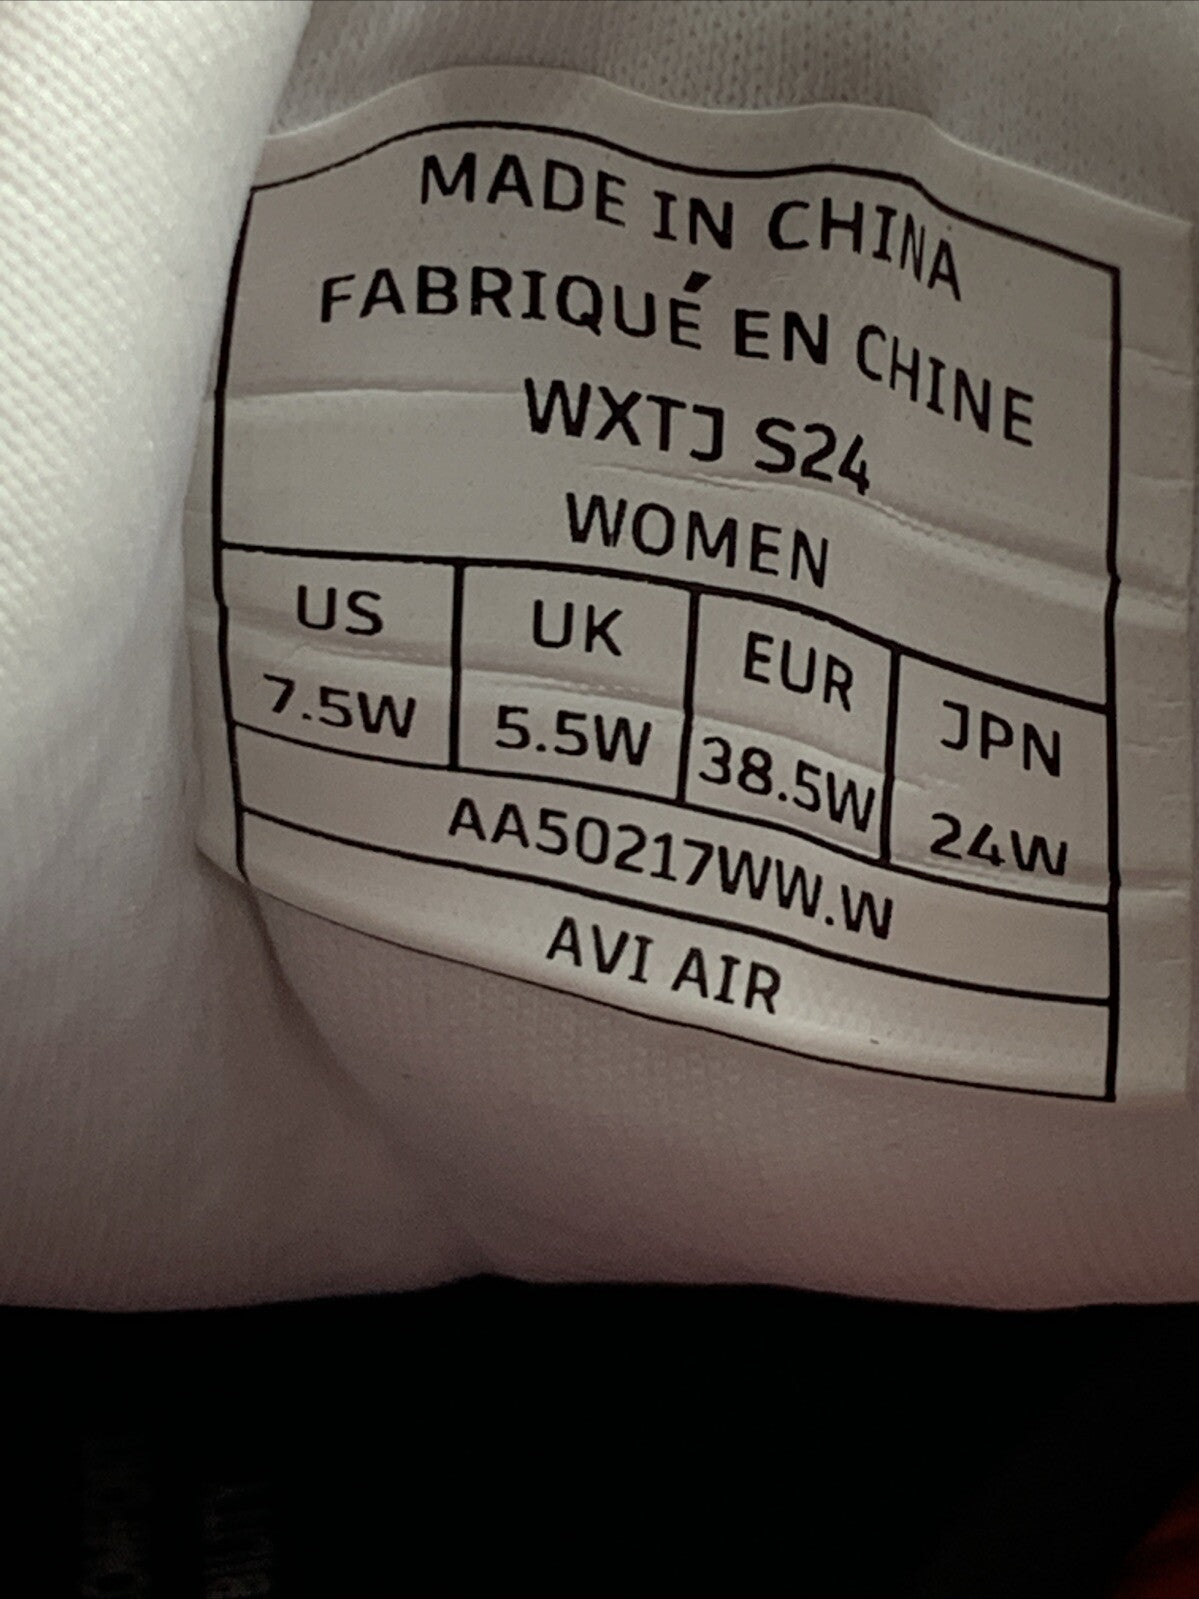 MADE IN CHINA
FABRIQUÉ EN CHINE
WXTJ S24
WOMEN
US UK EUR JPN
7.5W 5.5W 38.5W 24W
AA50217WW.W
AVI AIR